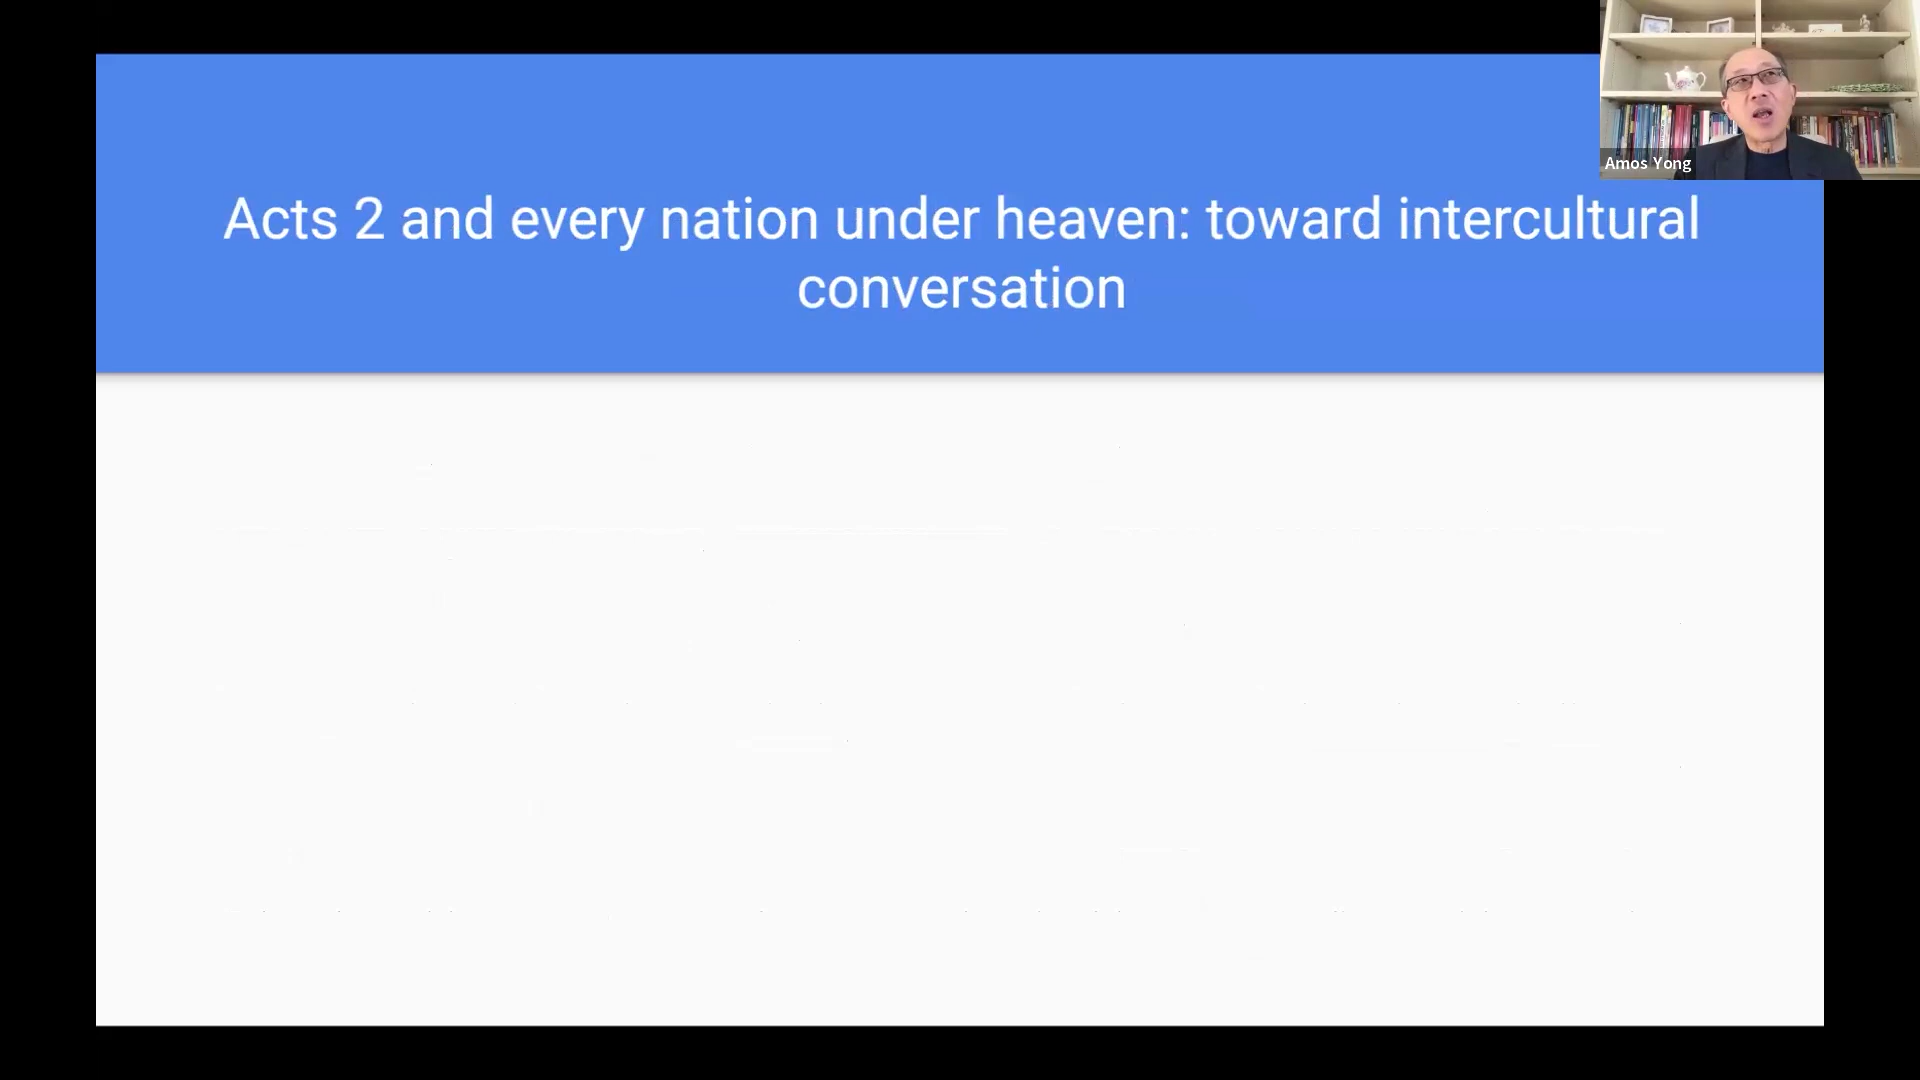 Acts 2 and every nation under heaven: toward intercultural
conversation
Amos Yong